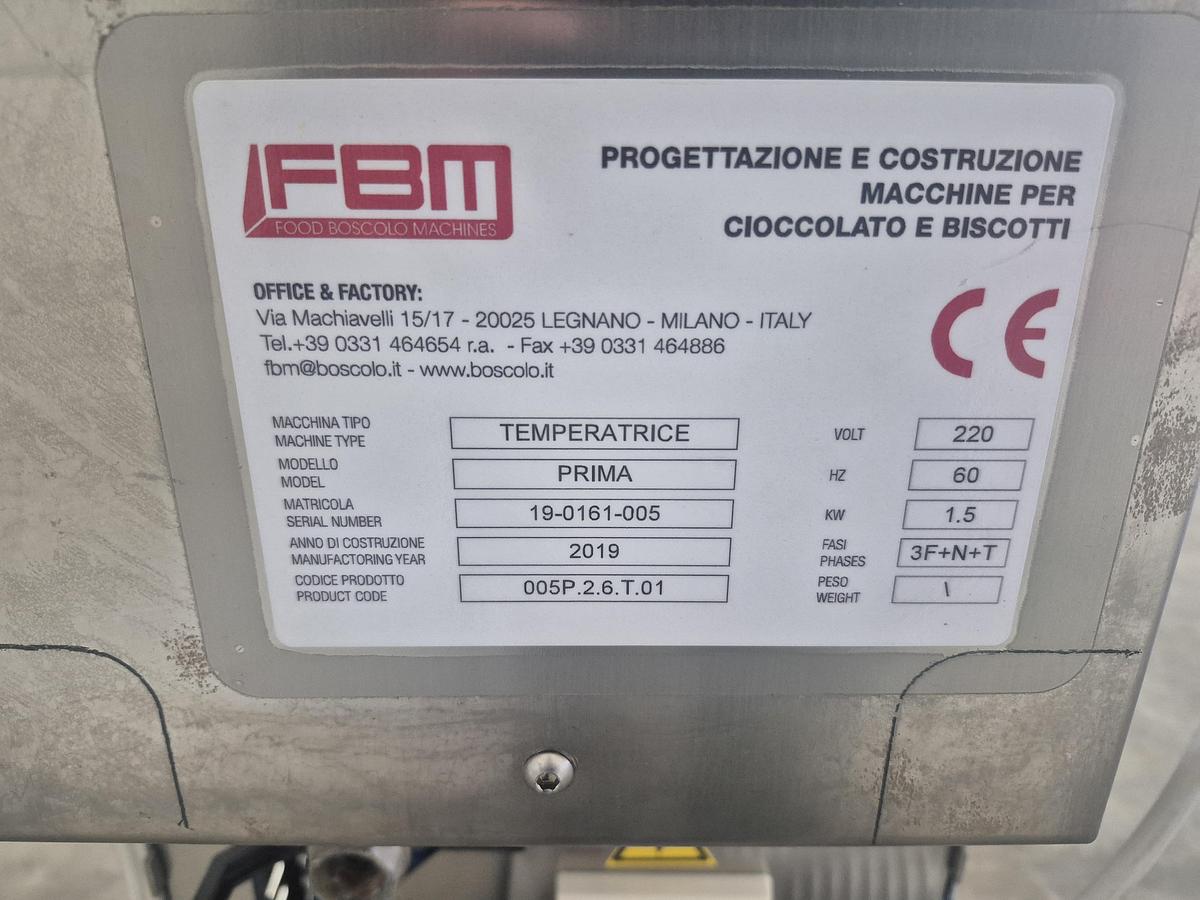 FBM
FOOD BOSCOLO MACHINES
PROGETTAZIONE E COSTRUZIONE
MACCHINE PER
CIOCCOLATO E BISCOTTI
OFFICE & FACTORY:
Via Machiavelli 15/17 - 20025 LEGNANO - MILANO - ITALY
Tel.+39 0331 464654 r.a. - Fax +39 0331 464886
fbm@boscolo.it - www.boscolo.it
CE
MACCHINA TIPO
MACHINE TYPE
TEMPERATRICE
MODELLO
MODEL
PRIMA
MATRICOLA
SERIAL NUMBER
19-0161-005
ANNO DI COSTRUZIONE
MANUFACTORING YEAR
2019
CODICE PRODOTTO
PRODUCT CODE
005P.2.6.T.01
VOLT 220
HZ 60
KW 1.5
FASI
PHASES
3F+N+T
PESO
WEIGHT
\